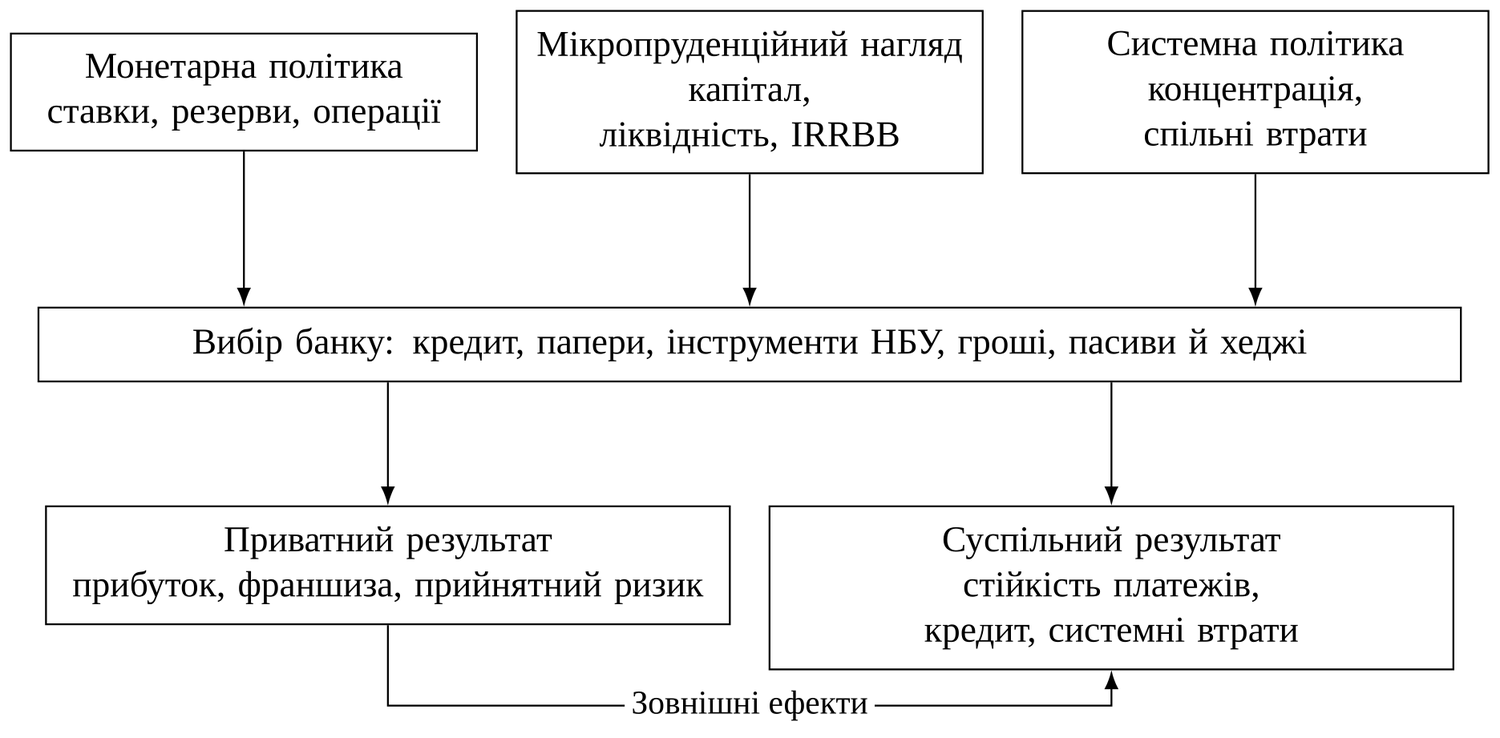 Монетарна політика
ставки, резерви, операції
Мікропруденційний нагляд
капітал,
ліквідність, IRRBB
Системна політика
концентрація,
спільні втрати
Вибір банку: кредит, папери, інструменти НБУ, гроші, пасиви й хеджі
Приватний результат
прибуток, франшиза, прийнятний ризик
Суспільний результат
стійкість платежів,
кредит, системні втрати
Зовнішні ефекти